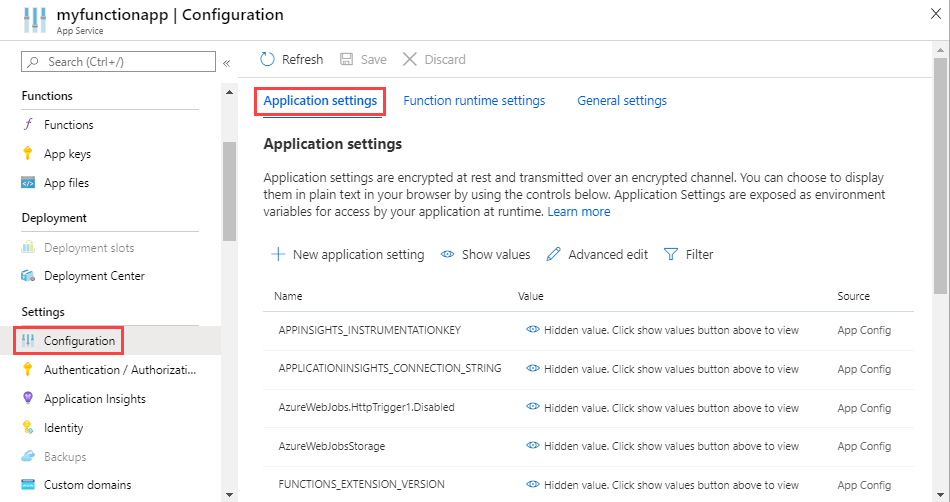 myfunctionapp | Configuration
App Service
Search (Ctrl+/)
Functions
Functions
App keys
App files
Deployment
Deployment slots
Deployment Center
Settings
Configuration
Authentication / Authorizati...
Application Insights
Identity
Backups
Custom domains
Refresh
Save
Discard
Application settings
Function runtime settings
General settings
Application settings
Application settings are encrypted at rest and transmitted over an encrypted channel. You can choose to display
them in plain text in your browser by using the controls below. Application Settings are exposed as environment
variables for access by your application at runtime. Learn more
New application setting
Show values
Advanced edit
Filter
Name Value Source
APPINSIGHTS_INSTRUMENTATIONKEY Hidden value. Click show values button above to view App Config
APPLICATIONINSIGHTS_CONNECTION_STRING Hidden value. Click show values button above to view App Config
AzureWebJobs.HttpTrigger1.Disabled Hidden value. Click show values button above to view App Config
AzureWebJobsStorage Hidden value. Click show values button above to view App Config
FUNCTIONS_EXTENSION_VERSION Hidden value. Click show values button above to view App Config